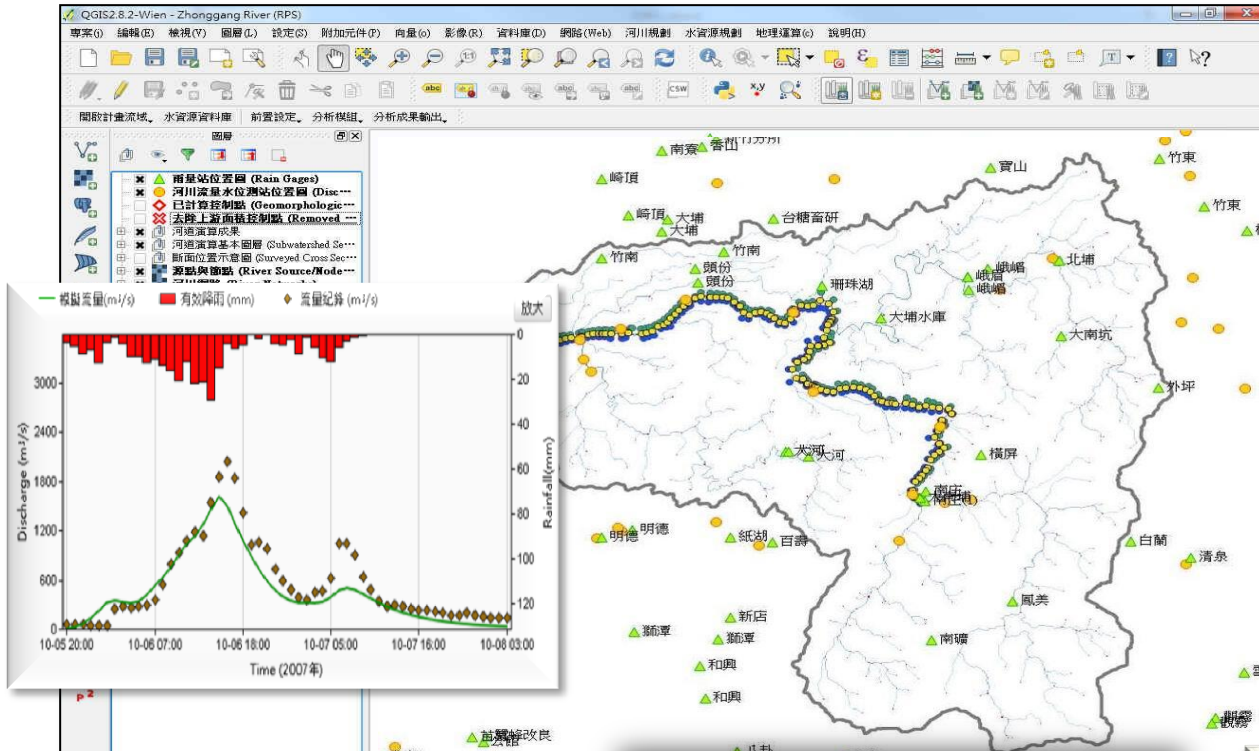 QGIS2.8.2-Wien - Zhonggang River (RPS)
專案(j) 編輯(E) 檢視(V) 圖層(L) 設定(S) 附加元件(P) 向量(o) 影像(R) 資料庫(D) 網路(Web) 河川規劃 水資源規劃 地理運算(c) 說明(H)
開啟計畫流域 水資源資料庫 前置設定 分析模組 分析成果輸出
圖層
雨量站位置圖 (Rain Gages)
河川流量水位測站位置圖 (Disc···
已計算控制點 (Geomorphologic···
去除上游面積控制點 (Removed ···
河道演算成果
河道演算基本圖層 (Subwatershed Se···
斷面位置示意圖 (Surveyed Cross Sec···
源點與節點 (River Source/Node···
模擬流量(m³/s) 有效降雨(mm) 流量紀錄(m³/s)
放大
Discharge (m³/s)
3000
2400
1800
1200
600
0
Rainfall(mm)
0
20
40
60
80
100
120
10-05 20:00 10-06 07:00 10-06 18:00 10-07 05:00 10-07 16:00 10-08 03:00
Time (2007年)
南寮 香山
崎頂
寶山
竹東
竹東
崎頂 大埔
大埔
台糖畜研
竹南
竹南
頭份
頭份
珊珠湖
峨眉
峨嵋
峨嵋
北埔
大埔水庫
大南坑
外坪
大河
大河
橫屏
南庄
明德
明德
紙湖
百壽
白蘭
清泉
鳳美
新店
獅潭
獅潭
南礦
和興
和興
觀霧
觀霧
公館
八卦